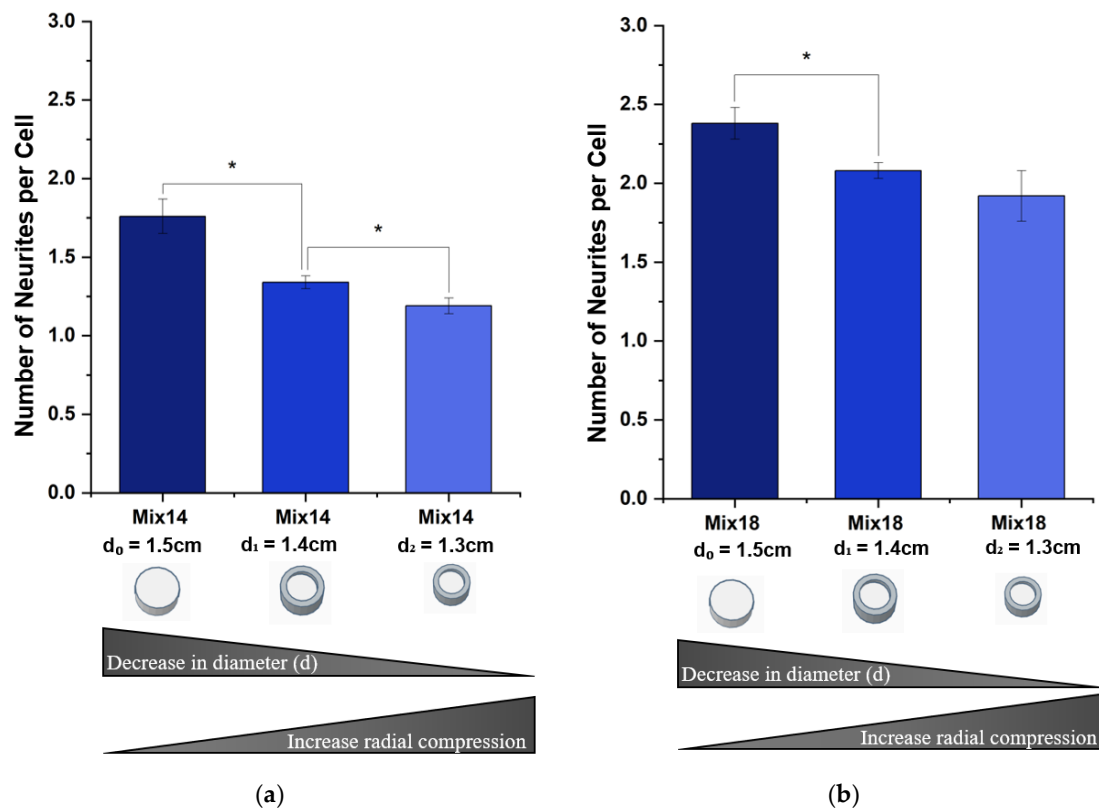 Number of Neurites per Cell
3.0
2.5
2.0
1.5
1.0
0.5
0.0
*
*
Mix14 Mix14 Mix14
d₀ = 1.5cm d₁ = 1.4cm d₂ = 1.3cm
Decrease in diameter (d)
Increase radial compression
(a)
Number of Neurites per Cell
3.0
2.5
2.0
1.5
1.0
0.5
0.0
*
Mix18 Mix18 Mix18
d₀ = 1.5cm d₁ = 1.4cm d₂ = 1.3cm
Decrease in diameter (d)
Increase radial compression
(b)